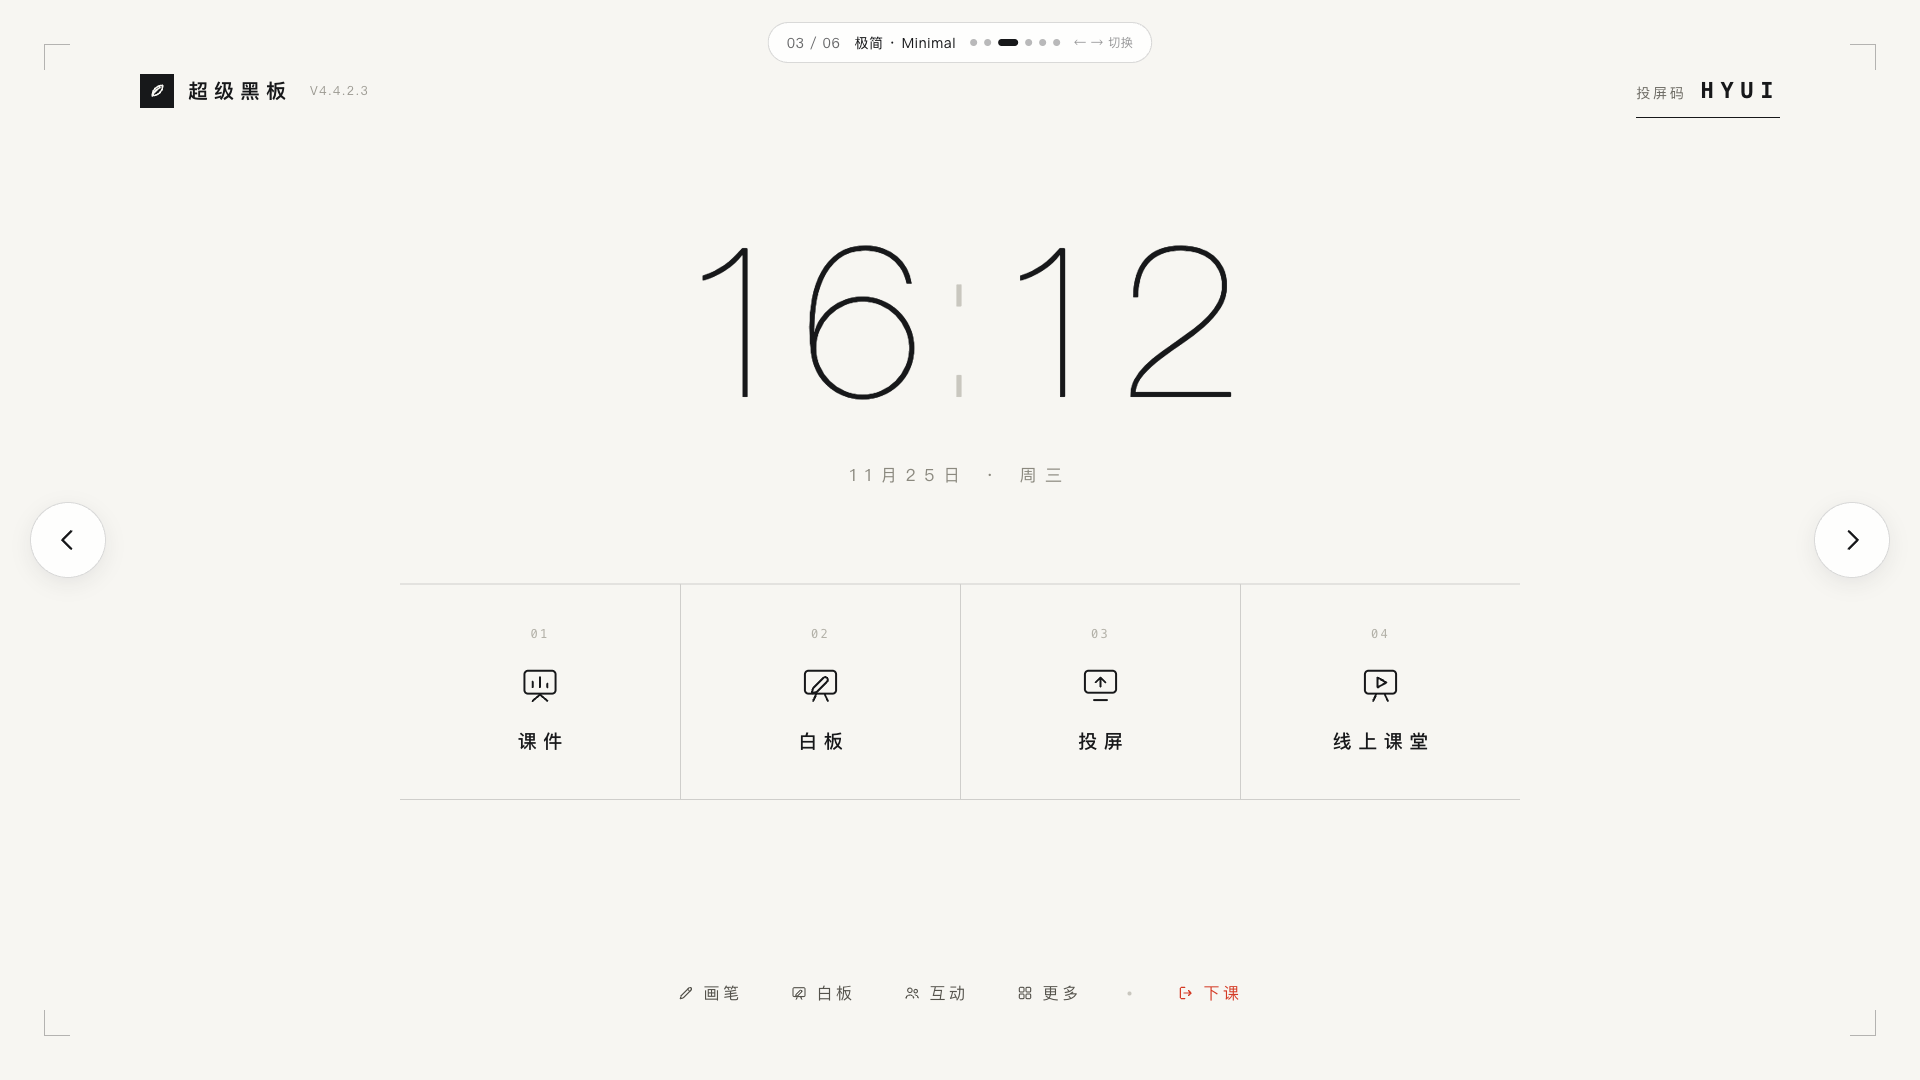 03 / 06 极简 · Minimal ← → 切换
超级黑板 V4.4.2.3
投屏码 HYUI
16:12
11月25日 · 周三
01
课件
02
白板
03
投屏
04
线上课堂
画笔 白板 互动 更多 • 下课